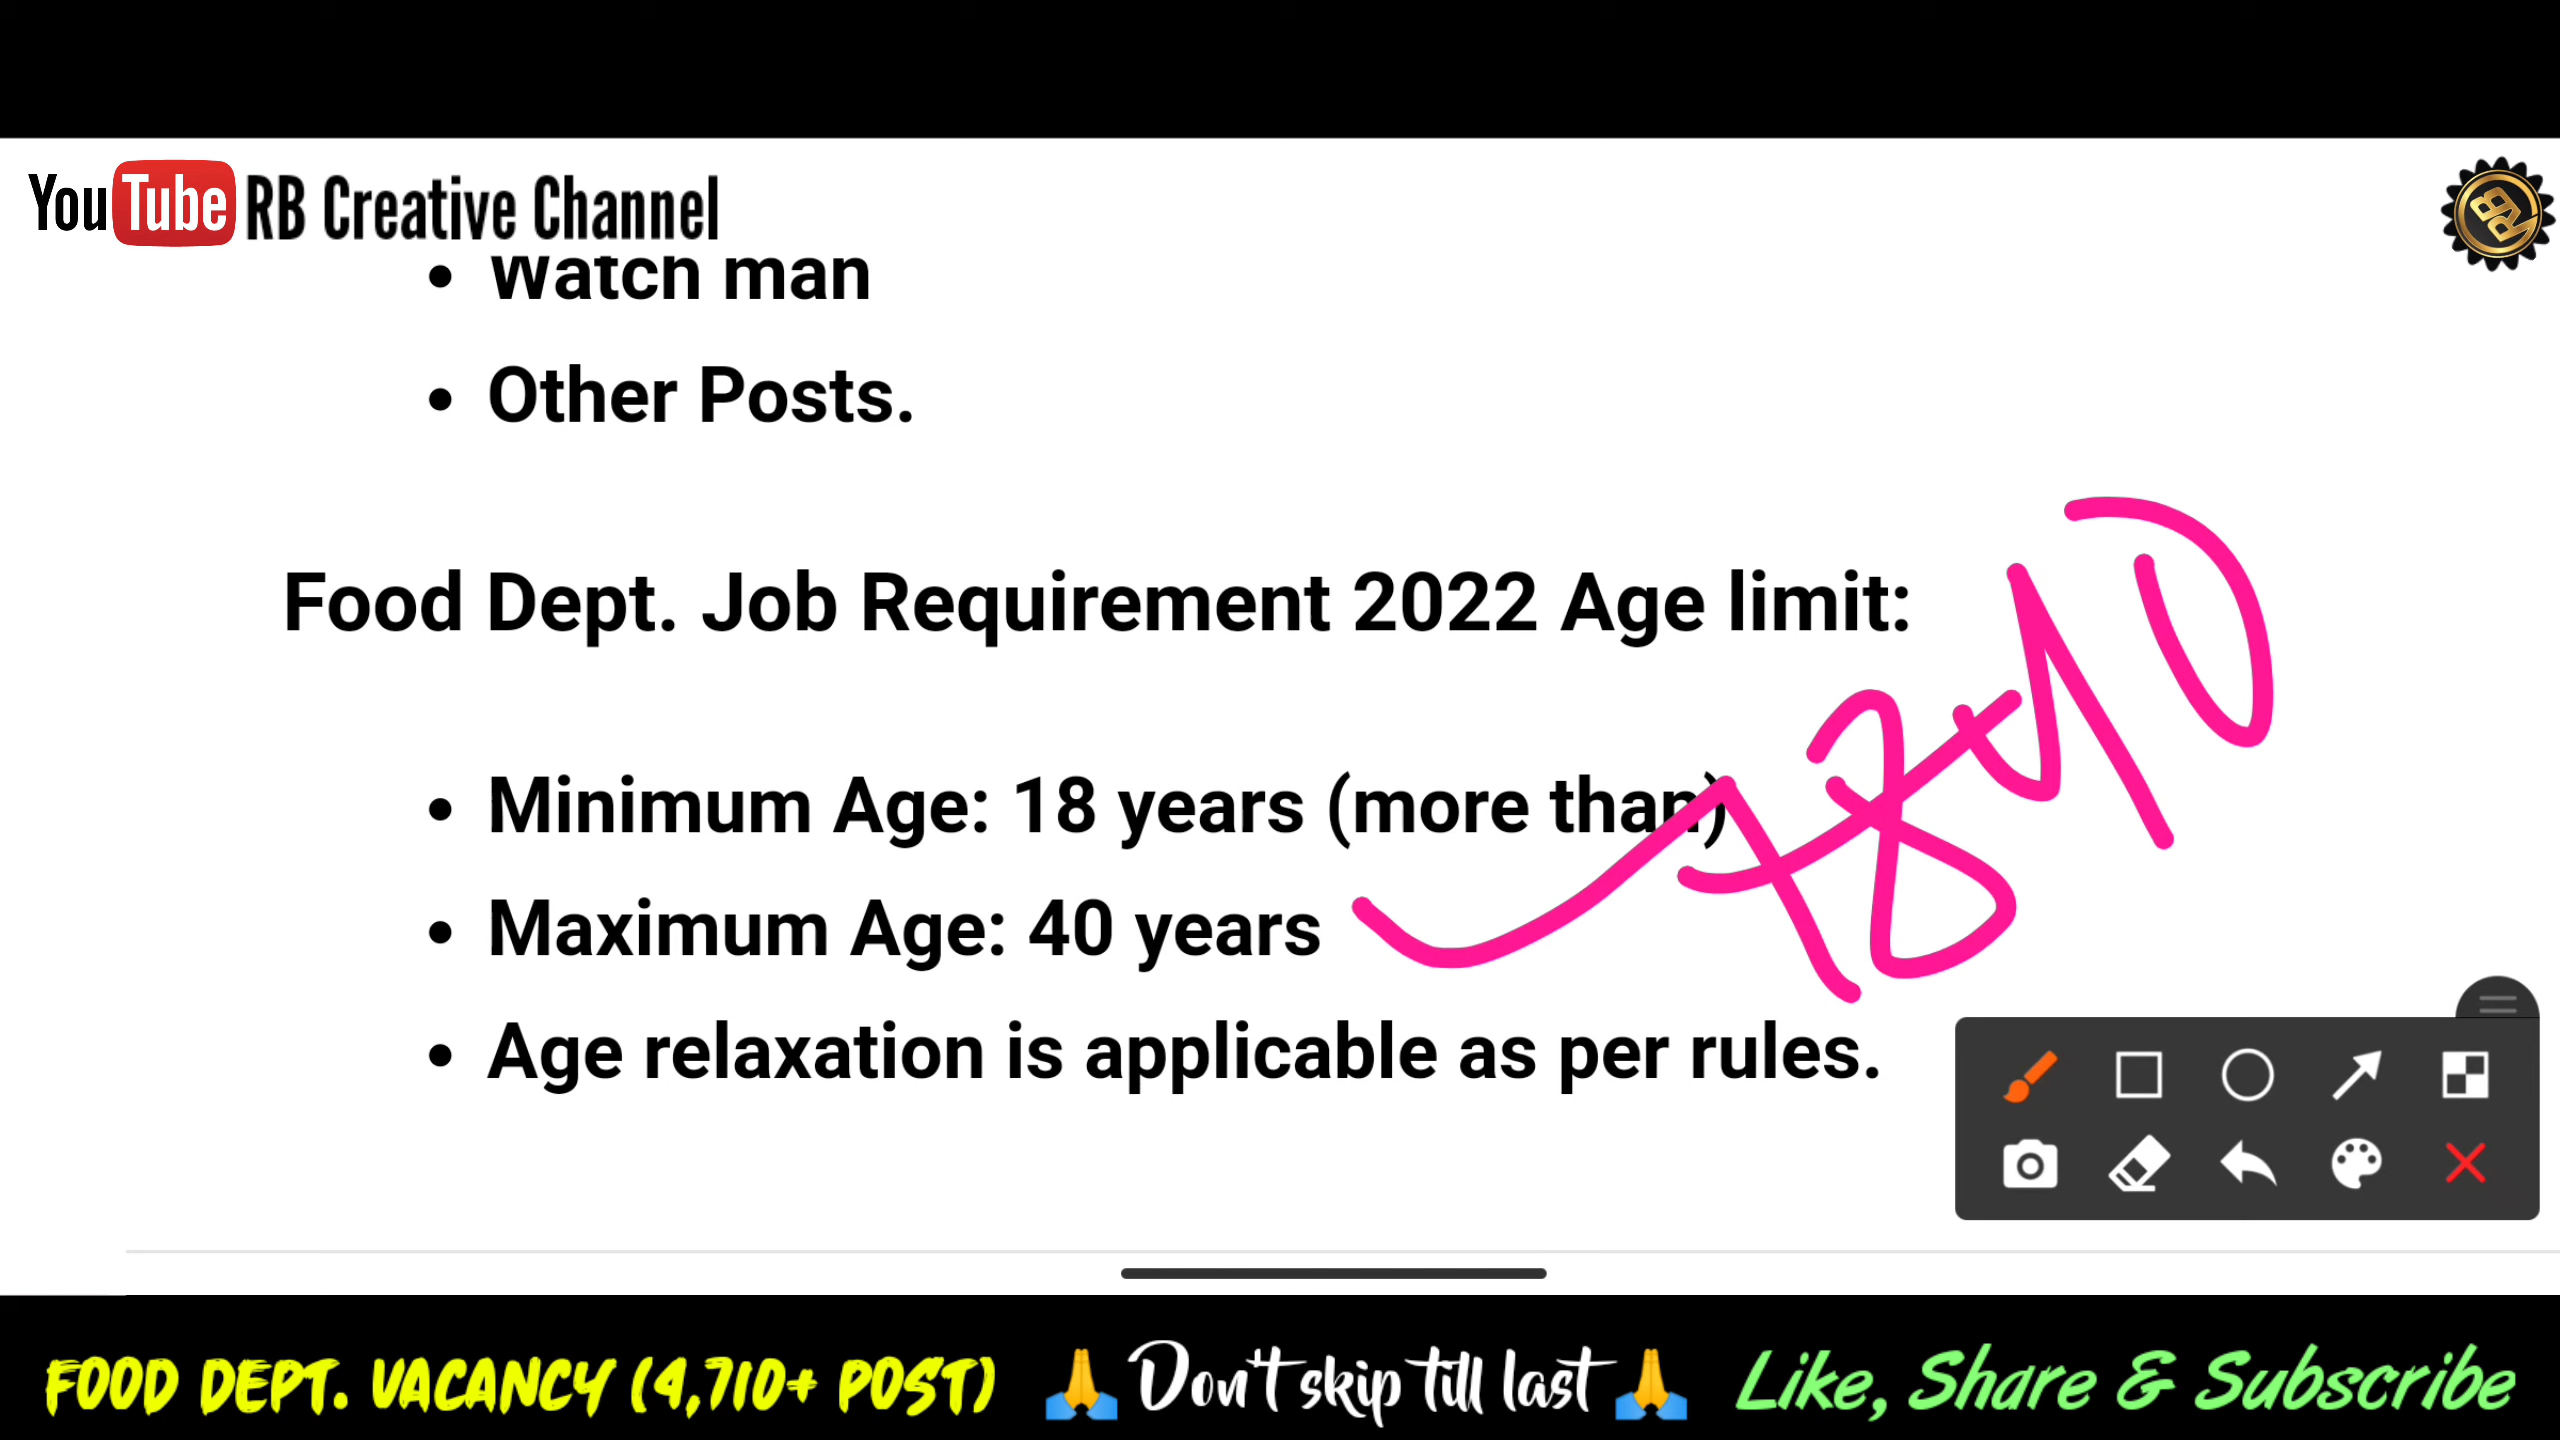 YouTube RB Creative Channel
• Watch man
• Other Posts.
Food Dept. Job Requirement 2022 Age limit:
• Minimum Age: 18 years (more than)
• Maximum Age: 40 years
• Age relaxation is applicable as per rules.
18-40
FOOD DEPT. VACANCY (4,710+ POST) 🙏Don't skip till last🙏 Like, Share & Subscribe